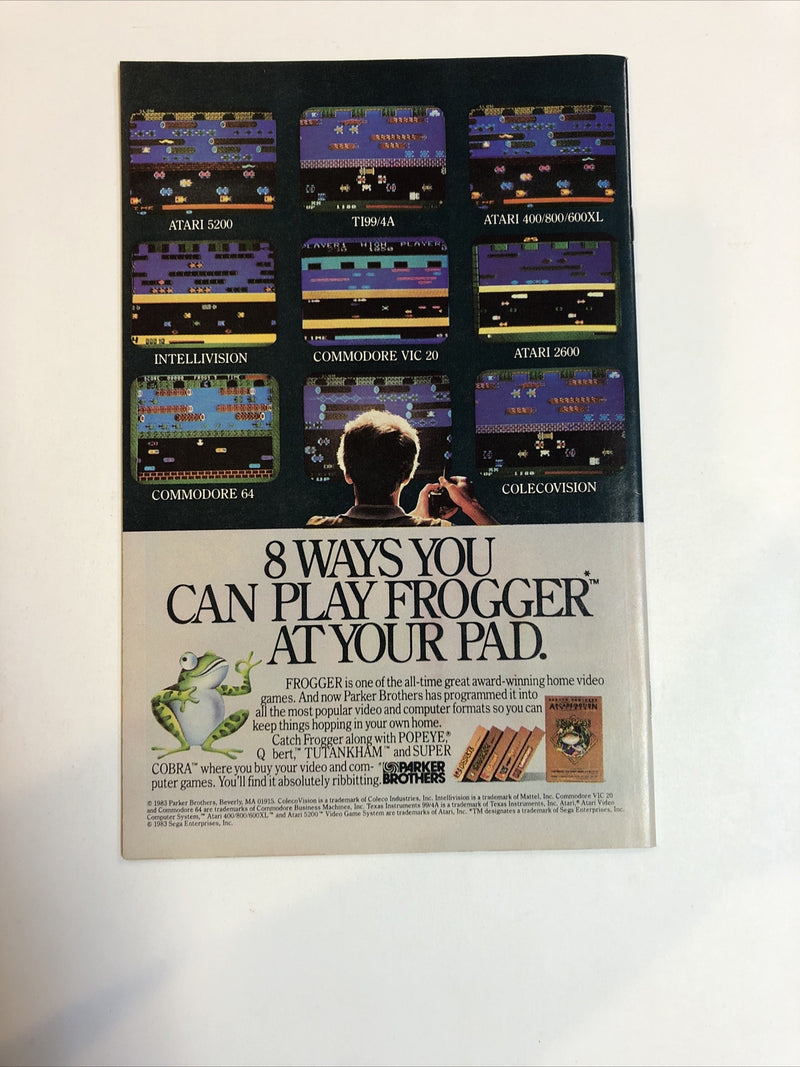 ATARI 5200
TI99/4A
ATARI 400/800/600XL
PLAYER1 HIGH PLAYER
1050
25
INTELLIVISION
COMMODORE VIC 20
ATARI 2600
COMMODORE 64
COLECOVISION
8 WAYS YOU
CAN PLAY FROGGER*™
AT YOUR PAD.
FROGGER is one of the all-time great award-winning home video
games. And now Parker Brothers has programmed it into
all the most popular video and computer formats so you can
keep things hopping in your own home.
Catch Frogger along with POPEYE,®
Q bert,™ TUTANKHAM™ and SUPER
COBRA™ where you buy your video and com-
puter games. You'll find it absolutely ribbitting.
PARKER
BROTHERS
© 1983 Parker Brothers, Beverly, MA 01915. ColecoVision is a trademark of Coleco Industries, Inc. Intellivision is a trademark of Mattel, Inc. Commodore VIC 20
and Commodore 64 are trademarks of Commodore Business Machines, Inc. Texas Instruments 99/4A is a trademark of Texas Instruments, Inc. Atari,® Atari Video
Computer System,™ Atari 400/800/600XL™ and Atari 5200™ Video Game System are trademarks of Atari, Inc. *TM designates a trademark of Sega Enterprises, Inc.
© 1983 Sega Enterprises, Inc.